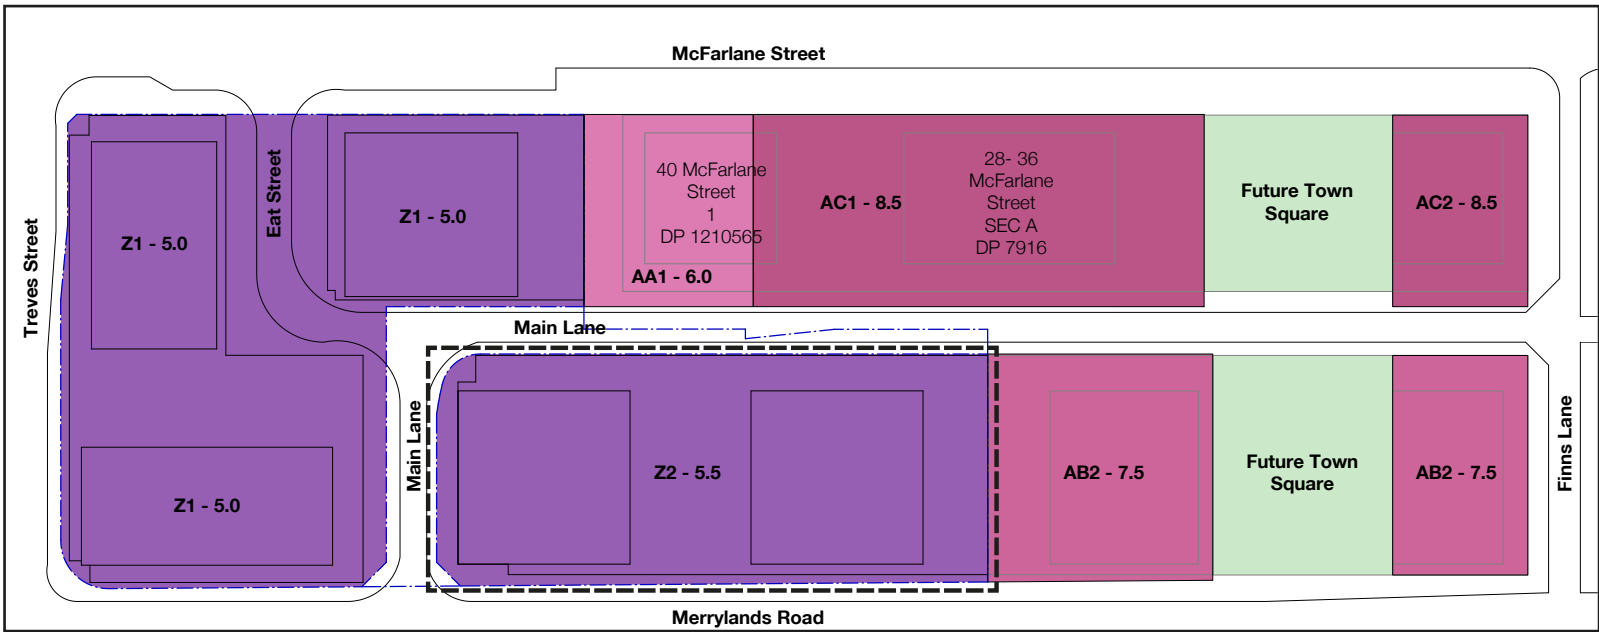 McFarlane Street
Treves Street
Eat Street
Z1 - 5.0
Z1 - 5.0
40 McFarlane
Street
1
DP 1210565
AA1 - 6.0
AC1 - 8.5
28- 36
McFarlane
Street
SEC A
DP 7916
Future Town
Square
AC2 - 8.5
Main Lane
Main Lane
Z1 - 5.0
Z2 - 5.5
AB2 - 7.5
Future Town
Square
AB2 - 7.5
Finns Lane
Merrylands Road